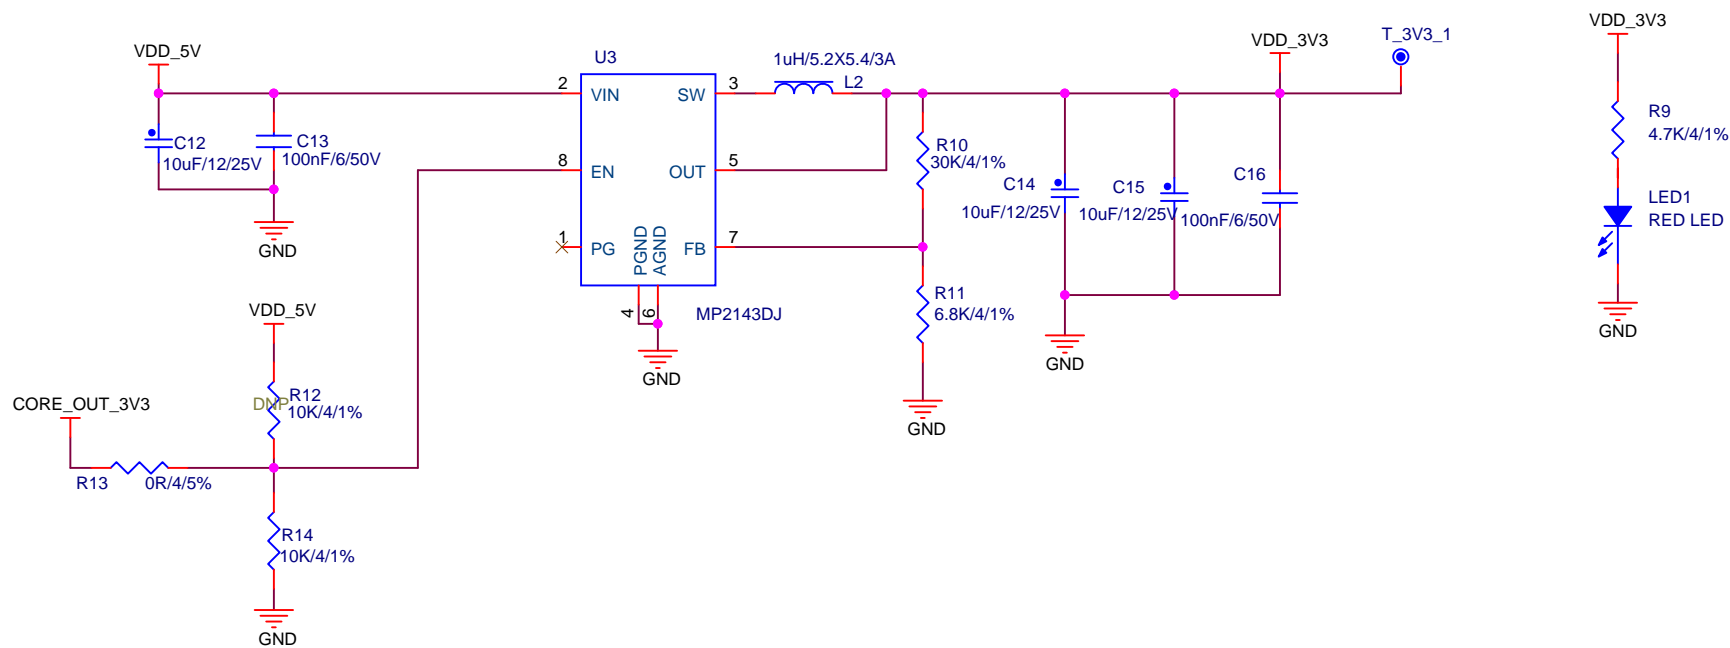 VDD_5V
C12
10uF/12/25V
C13
100nF/6/50V
GND
U3
2
VIN
8
EN
1
PG
PGND
AGND
4
6
SW
3
OUT
5
FB
7
MP2143DJ
GND
1uH/5.2X5.4/3A
L2
R10
30K/4/1%
R11
6.8K/4/1%
GND
C14
10uF/12/25V
C15
10uF/12/25V
C16
100nF/6/50V
GND
VDD_3V3
T_3V3_1
VDD_3V3
R9
4.7K/4/1%
LED1
RED LED
GND
VDD_5V
R12
DNP
10K/4/1%
CORE_OUT_3V3
R13
0R/4/5%
R14
10K/4/1%
GND